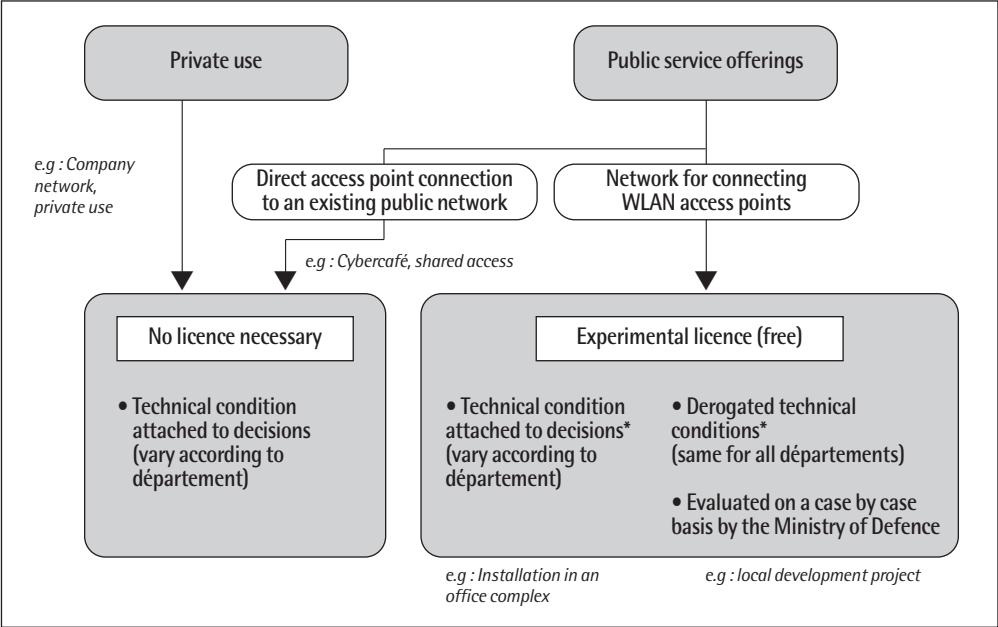 Private use
Public service offerings
e.g : Company
network,
private use
Direct access point connection
to an existing public network
Network for connecting
WLAN access points
e.g : Cybercafé, shared access
No licence necessary
• Technical condition
attached to decisions
(vary according to
département)
Experimental licence (free)
• Technical condition
attached to decisions*
(vary according to
département)
• Derogated technical
conditions*
(same for all départements)
• Evaluated on a case by case
basis by the Ministry of Defence
e.g : Installation in an
office complex
e.g : local development project